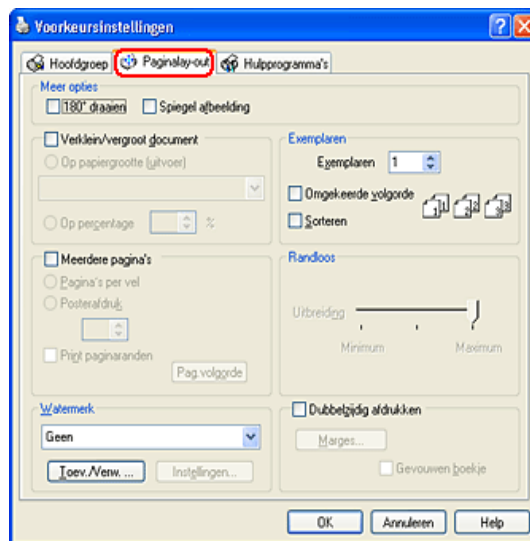 Voorkeursinstellingen
Hoofdgroep Paginalay-out Hulpprogramma's
Meer opties
180° draaien Spiegel afbeelding
Verklein/vergroot document
Op papiergrootte (uitvoer)
Op percentage %
Exemplaren
Exemplaren 1
Omgekeerde volgorde
Sorteren
Meerdere pagina's
Pagina's per vel
Posterafdruk
Print paginaranden
Pag.volgorde
Randloos
Uitbreiding
Minimum Maximum
Watermerk
Geen
Toev./Verw. ... Instellingen...
Dubbelzijdig afdrukken
Marges...
Gevouwen boekje
OK Annuleren Help